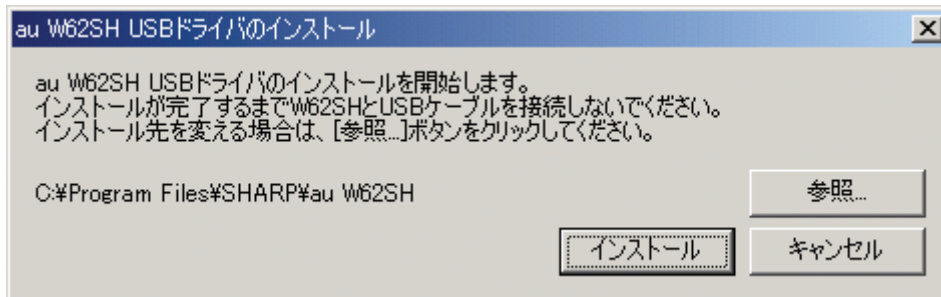 au W62SH USBドライバのインストール
au W62SH USBドライバのインストールを開始します。
インストールが完了するまでW62SHとUSBケーブルを接続しないでください。
インストール先を変える場合は、[参照...]ボタンをクリックしてください。
C:¥Program Files¥SHARP¥au W62SH
参照...
インストール
キャンセル